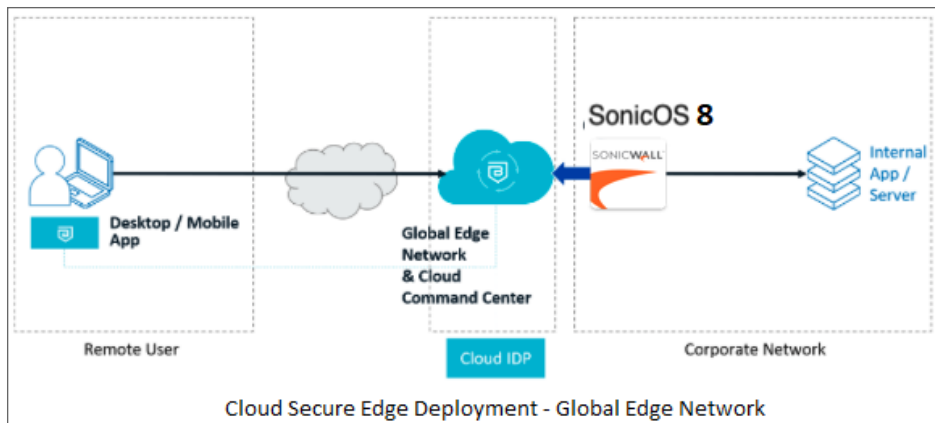 SonicOS 8
SONICWALL
Internal
App /
Server
Desktop / Mobile
App
Global Edge
Network
& Cloud
Command Center
Remote User
Cloud IDP
Corporate Network
Cloud Secure Edge Deployment - Global Edge Network